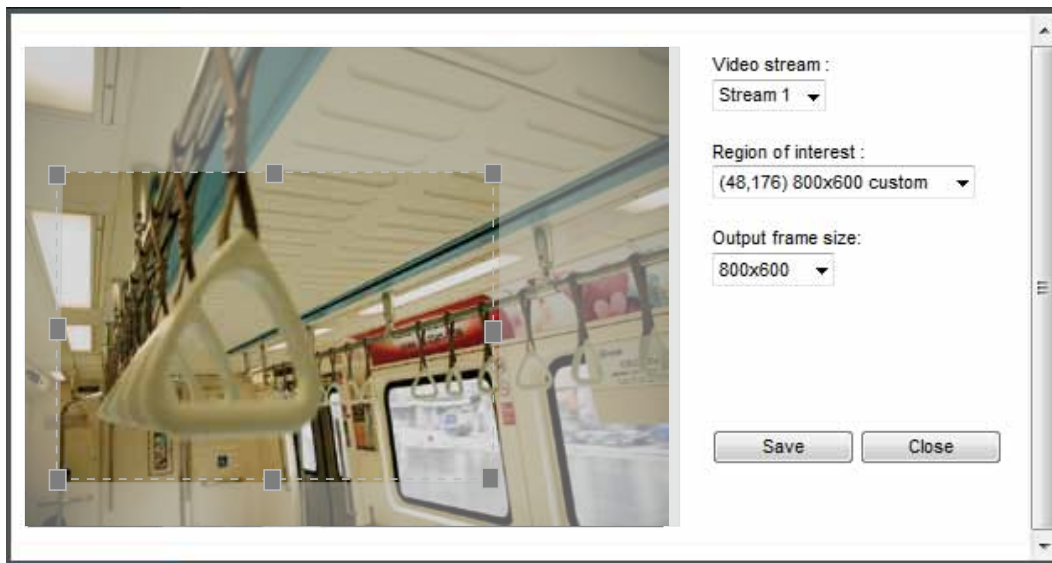 Video stream :
Stream 1
Region of interest :
(48,176) 800x600 custom
Output frame size:
800x600
Save
Close